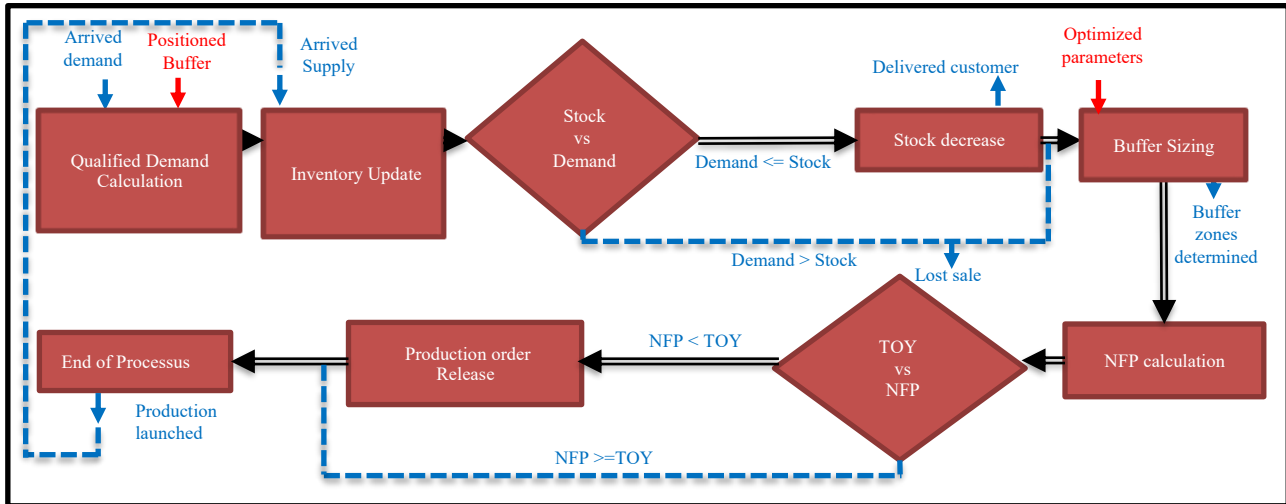 Arrived
demand
Positioned
Buffer
Arrived
Supply
Qualified Demand
Calculation
Inventory Update
Stock
vs
Demand
Demand <= Stock
Demand > Stock
Lost sale
Delivered customer
Stock decrease
Optimized
parameters
Buffer Sizing
Buffer
zones
determined
NFP calculation
TOY
vs
NFP
NFP < TOY
NFP >=TOY
Production order
Release
End of Processus
Production
launched